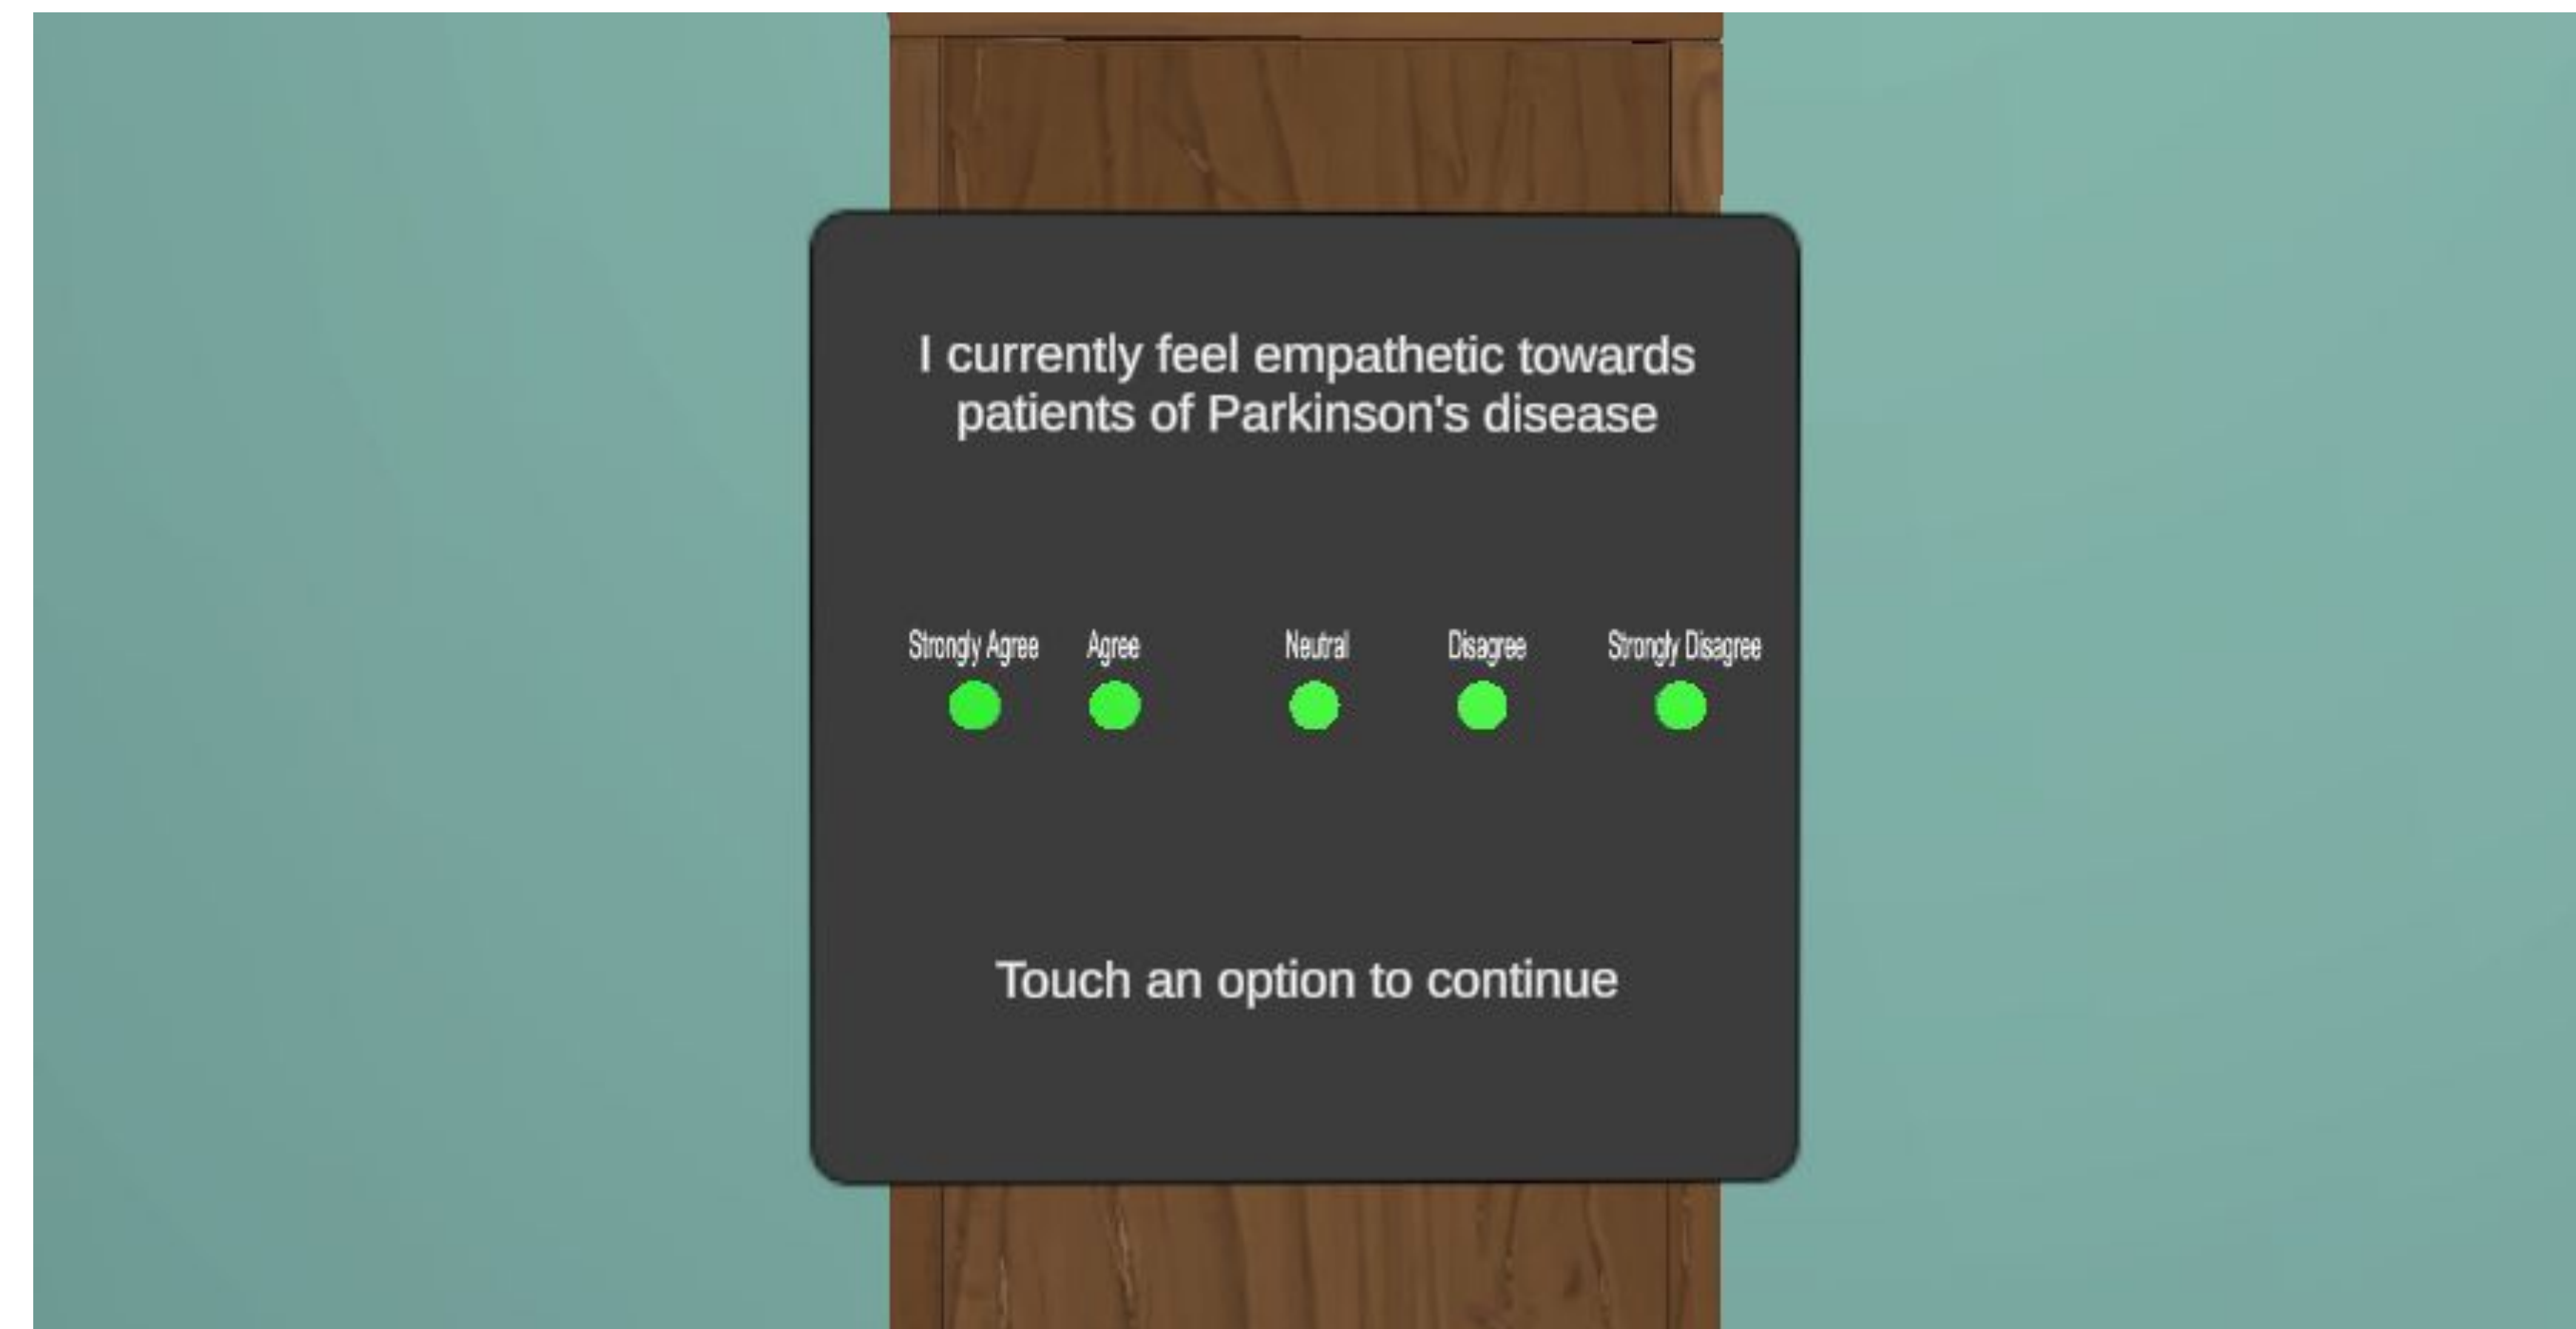 I currently feel empathetic towards
patients of Parkinson's disease
Strongly Agree Agree Neutral Disagree Strongly Disagree
Touch an option to continue